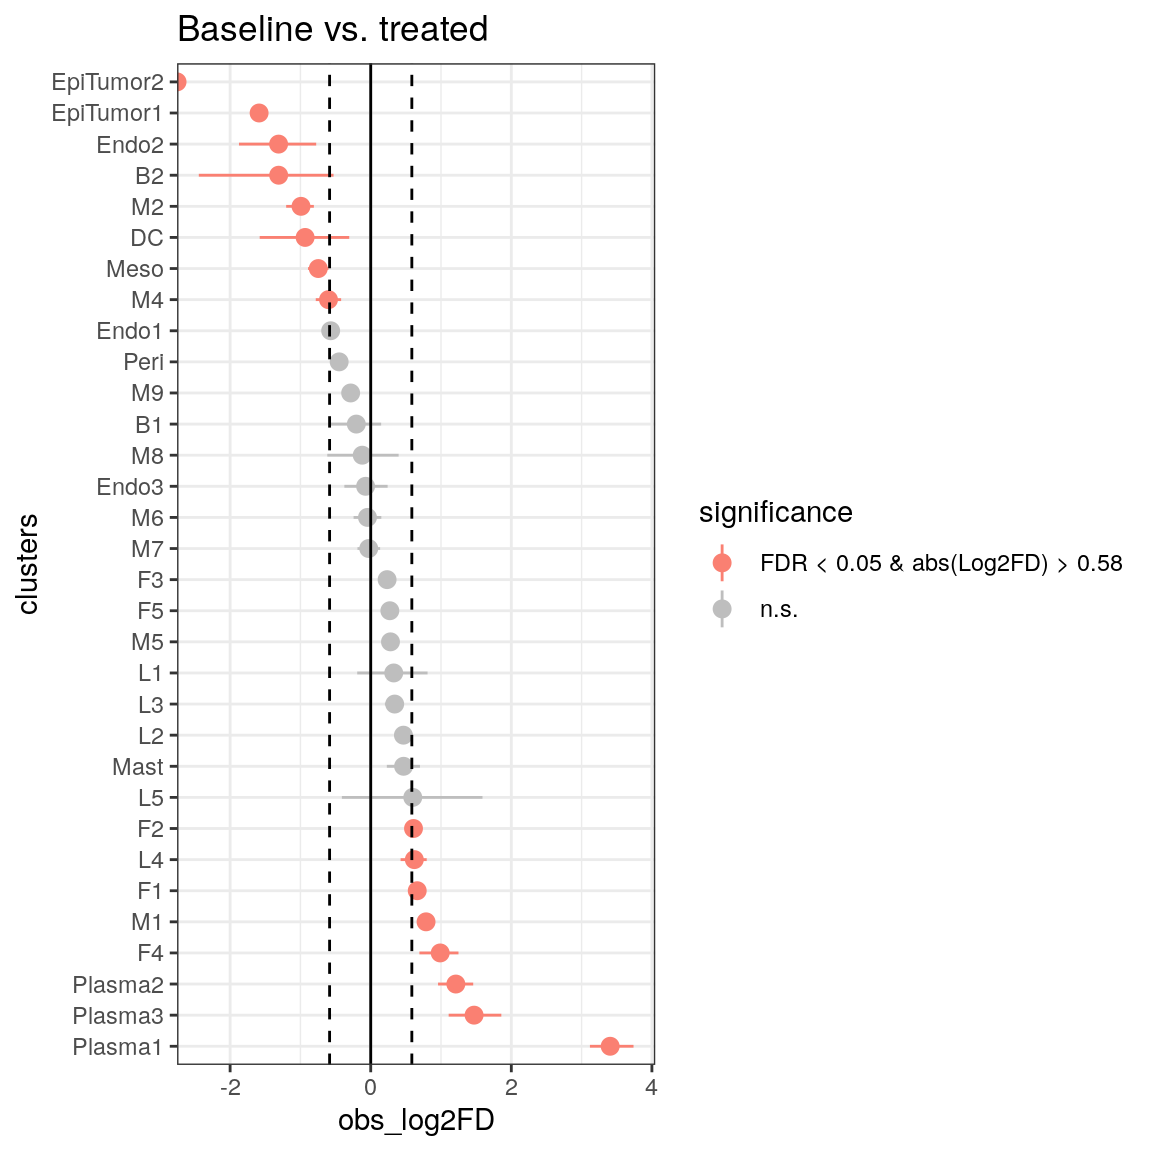 Baseline vs. treated
EpiTumor2
EpiTumor1
Endo2
B2
M2
DC
Meso
M4
Endo1
Peri
M9
B1
M8
Endo3
M6
M7
F3
F5
M5
L1
L3
L2
Mast
L5
F2
L4
F1
M1
F4
Plasma2
Plasma3
Plasma1
clusters
-2 0 2 4
obs_log2FD
significance
FDR < 0.05 & abs(Log2FD) > 0.58
n.s.